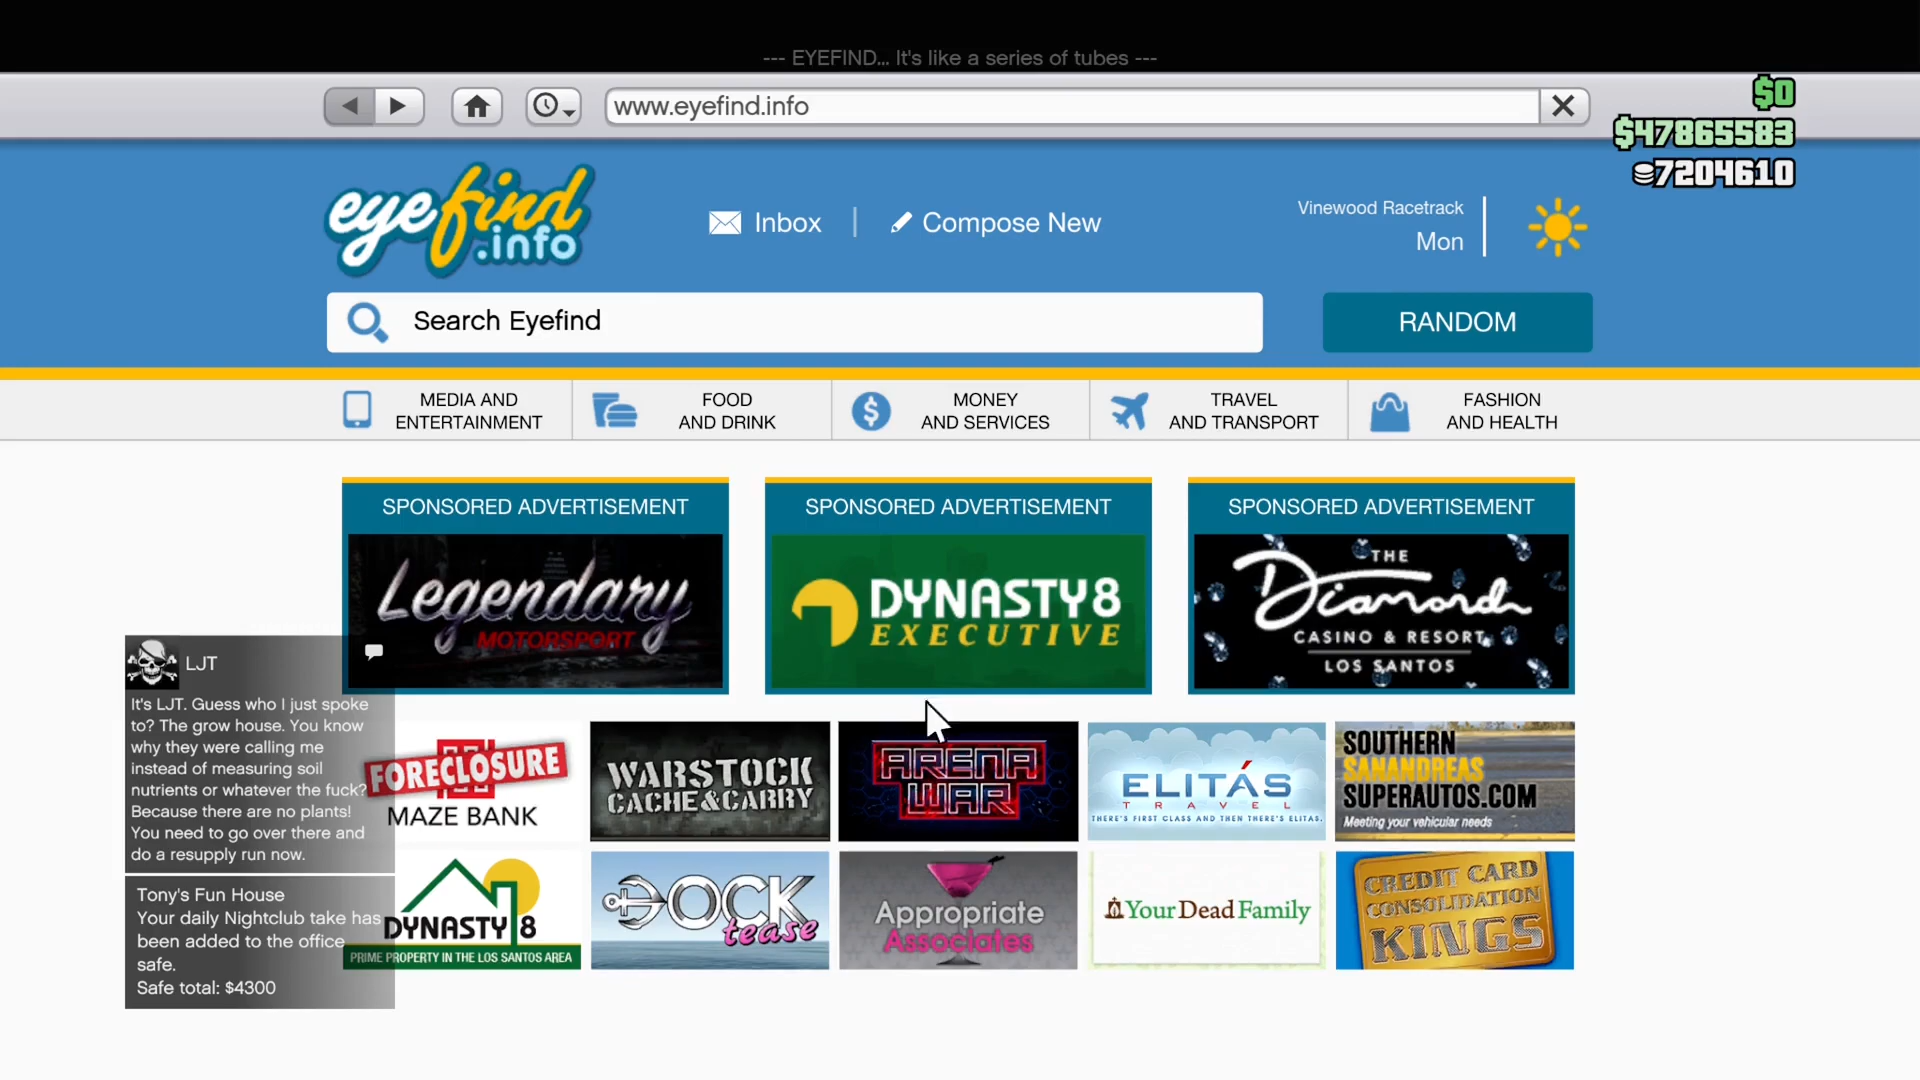 --- EYEFIND... It's like a series of tubes ---
www.eyefind.info
$0
$47865583
7204610
eyefind
.info
Inbox
Compose New
Vinewood Racetrack
Mon
Search Eyefind
RANDOM
MEDIA AND
ENTERTAINMENT
FOOD
AND DRINK
MONEY
AND SERVICES
TRAVEL
AND TRANSPORT
FASHION
AND HEALTH
SPONSORED ADVERTISEMENT
Legendary
MOTORSPORT
SPONSORED ADVERTISEMENT
DYNASTY8
EXECUTIVE
SPONSORED ADVERTISEMENT
THE
Diamond
CASINO & RESORT
LOS SANTOS
LJT
It's LJT. Guess who I just spoke
to? The grow house. You know
why they were calling me
instead of measuring soil
nutrients or whatever the fuck?
Because there are no plants!
You need to go over there and
do a resupply run now.
Tony's Fun House
Your daily Nightclub take has
been added to the office
safe.
Safe total: $4300
FORECLOSURE
MAZE BANK
WARSTOCK
CACHE&CARRY
ARENA
WAR
ELITÁS
TRAVEL
THERE'S FIRST CLASS AND THEN THERE'S ELITAS.
SOUTHERN
SANANDREAS
SUPERAUTOS.COM
Meeting your vehicular needs
DYNASTY 8
PRIME PROPERTY IN THE LOS SANTOS AREA
DOCK
tease
Appropriate
Associates
YourDeadFamily
CREDIT CARD
CONSOLIDATION
KINGS